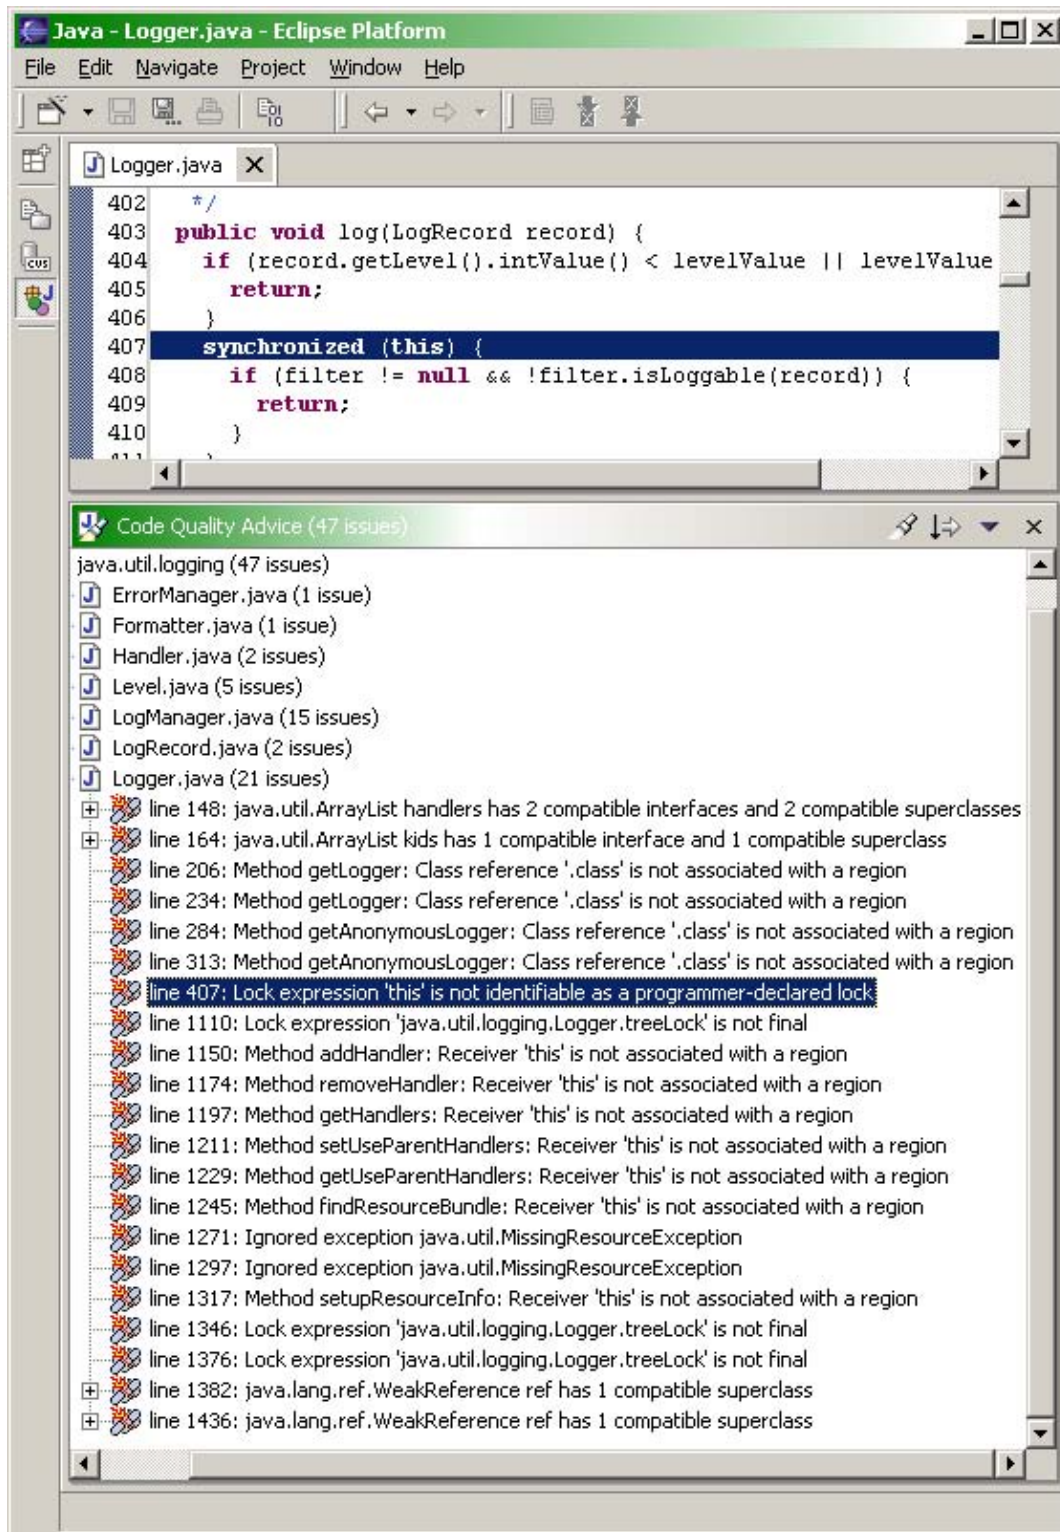 Java - Logger.java - Eclipse Platform
File Edit Navigate Project Window Help
Logger.java
402 */
403 public void log(LogRecord record) {
404 if (record.getLevel().intValue() < levelValue || levelValue
405 return;
406 }
407 synchronized (this) {
408 if (filter != null && !filter.isLoggable(record)) {
409 return;
410 }
Code Quality Advice (47 issues)
java.util.logging (47 issues)
ErrorManager.java (1 issue)
Formatter.java (1 issue)
Handler.java (2 issues)
Level.java (5 issues)
LogManager.java (15 issues)
LogRecord.java (2 issues)
Logger.java (21 issues)
line 148: java.util.ArrayList handlers has 2 compatible interfaces and 2 compatible superclasses
line 164: java.util.ArrayList kids has 1 compatible interface and 1 compatible superclass
line 206: Method getLogger: Class reference '.class' is not associated with a region
line 234: Method getLogger: Class reference '.class' is not associated with a region
line 284: Method getAnonymousLogger: Class reference '.class' is not associated with a region
line 313: Method getAnonymousLogger: Class reference '.class' is not associated with a region
line 407: Lock expression 'this' is not identifiable as a programmer-declared lock
line 1110: Lock expression 'java.util.logging.Logger.treeLock' is not final
line 1150: Method addHandler: Receiver 'this' is not associated with a region
line 1174: Method removeHandler: Receiver 'this' is not associated with a region
line 1197: Method getHandlers: Receiver 'this' is not associated with a region
line 1211: Method setUseParentHandlers: Receiver 'this' is not associated with a region
line 1229: Method getUseParentHandlers: Receiver 'this' is not associated with a region
line 1245: Method findResourceBundle: Receiver 'this' is not associated with a region
line 1271: Ignored exception java.util.MissingResourceException
line 1297: Ignored exception java.util.MissingResourceException
line 1317: Method setupResourceInfo: Receiver 'this' is not associated with a region
line 1346: Lock expression 'java.util.logging.Logger.treeLock' is not final
line 1376: Lock expression 'java.util.logging.Logger.treeLock' is not final
line 1382: java.lang.ref.WeakReference ref has 1 compatible superclass
line 1436: java.lang.ref.WeakReference ref has 1 compatible superclass